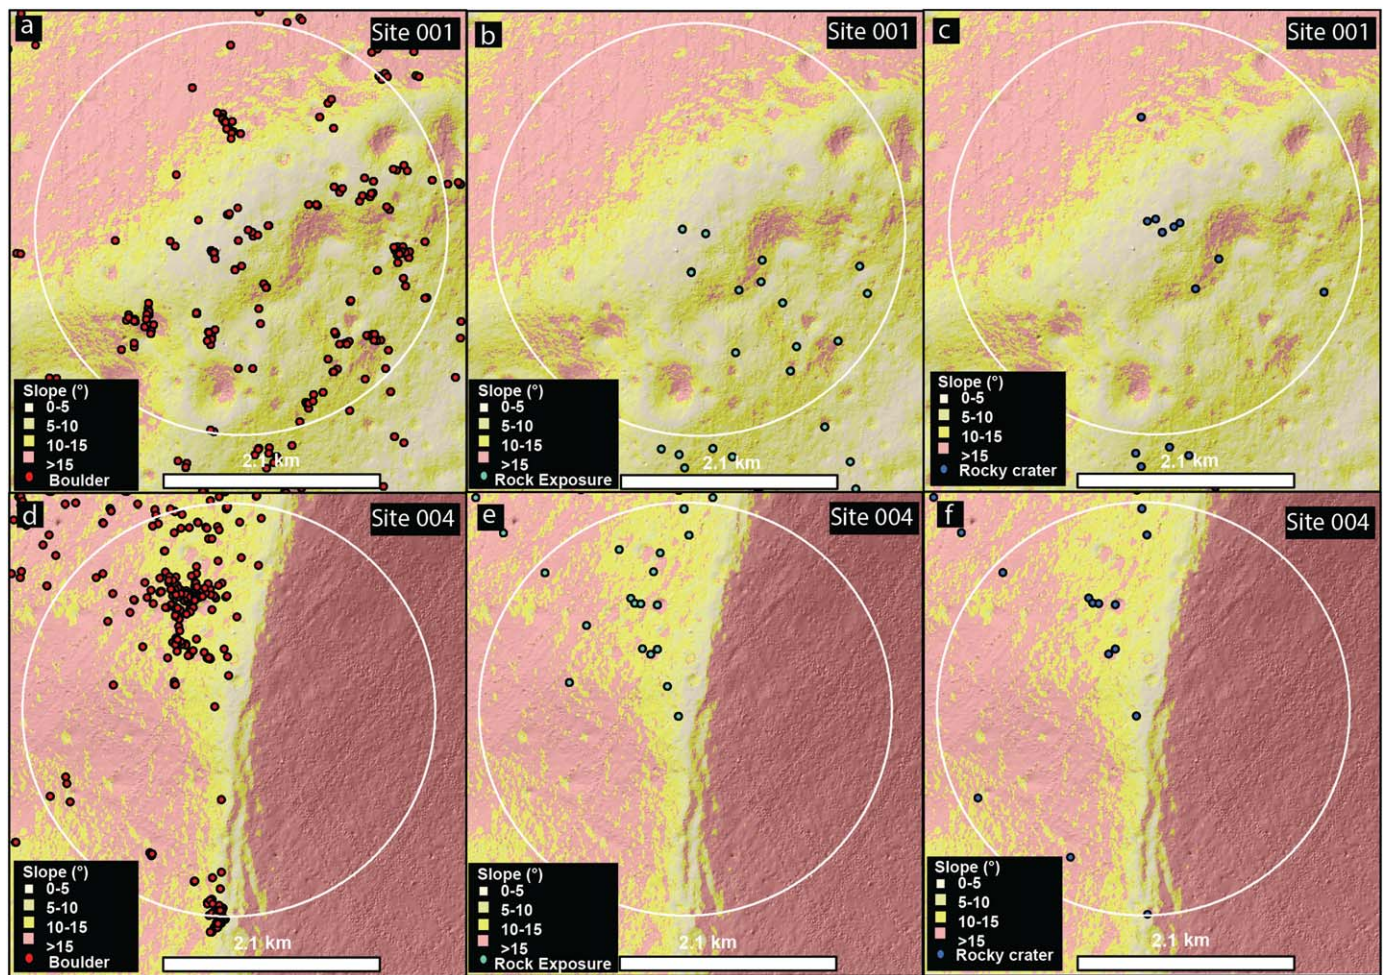 a
Site 001
Slope (°)
0-5
5-10
10-15
>15
Boulder
2.1 km
b
Site 001
Slope (°)
0-5
5-10
10-15
>15
Rock Exposure
2.1 km
c
Site 001
Slope (°)
0-5
5-10
10-15
>15
Rocky crater
2.1 km
d
Site 004
Slope (°)
0-5
5-10
10-15
>15
Boulder
2.1 km
e
Site 004
Slope (°)
0-5
5-10
10-15
>15
Rock Exposure
2.1 km
f
Site 004
Slope (°)
0-5
5-10
10-15
>15
Rocky crater
2.1 km